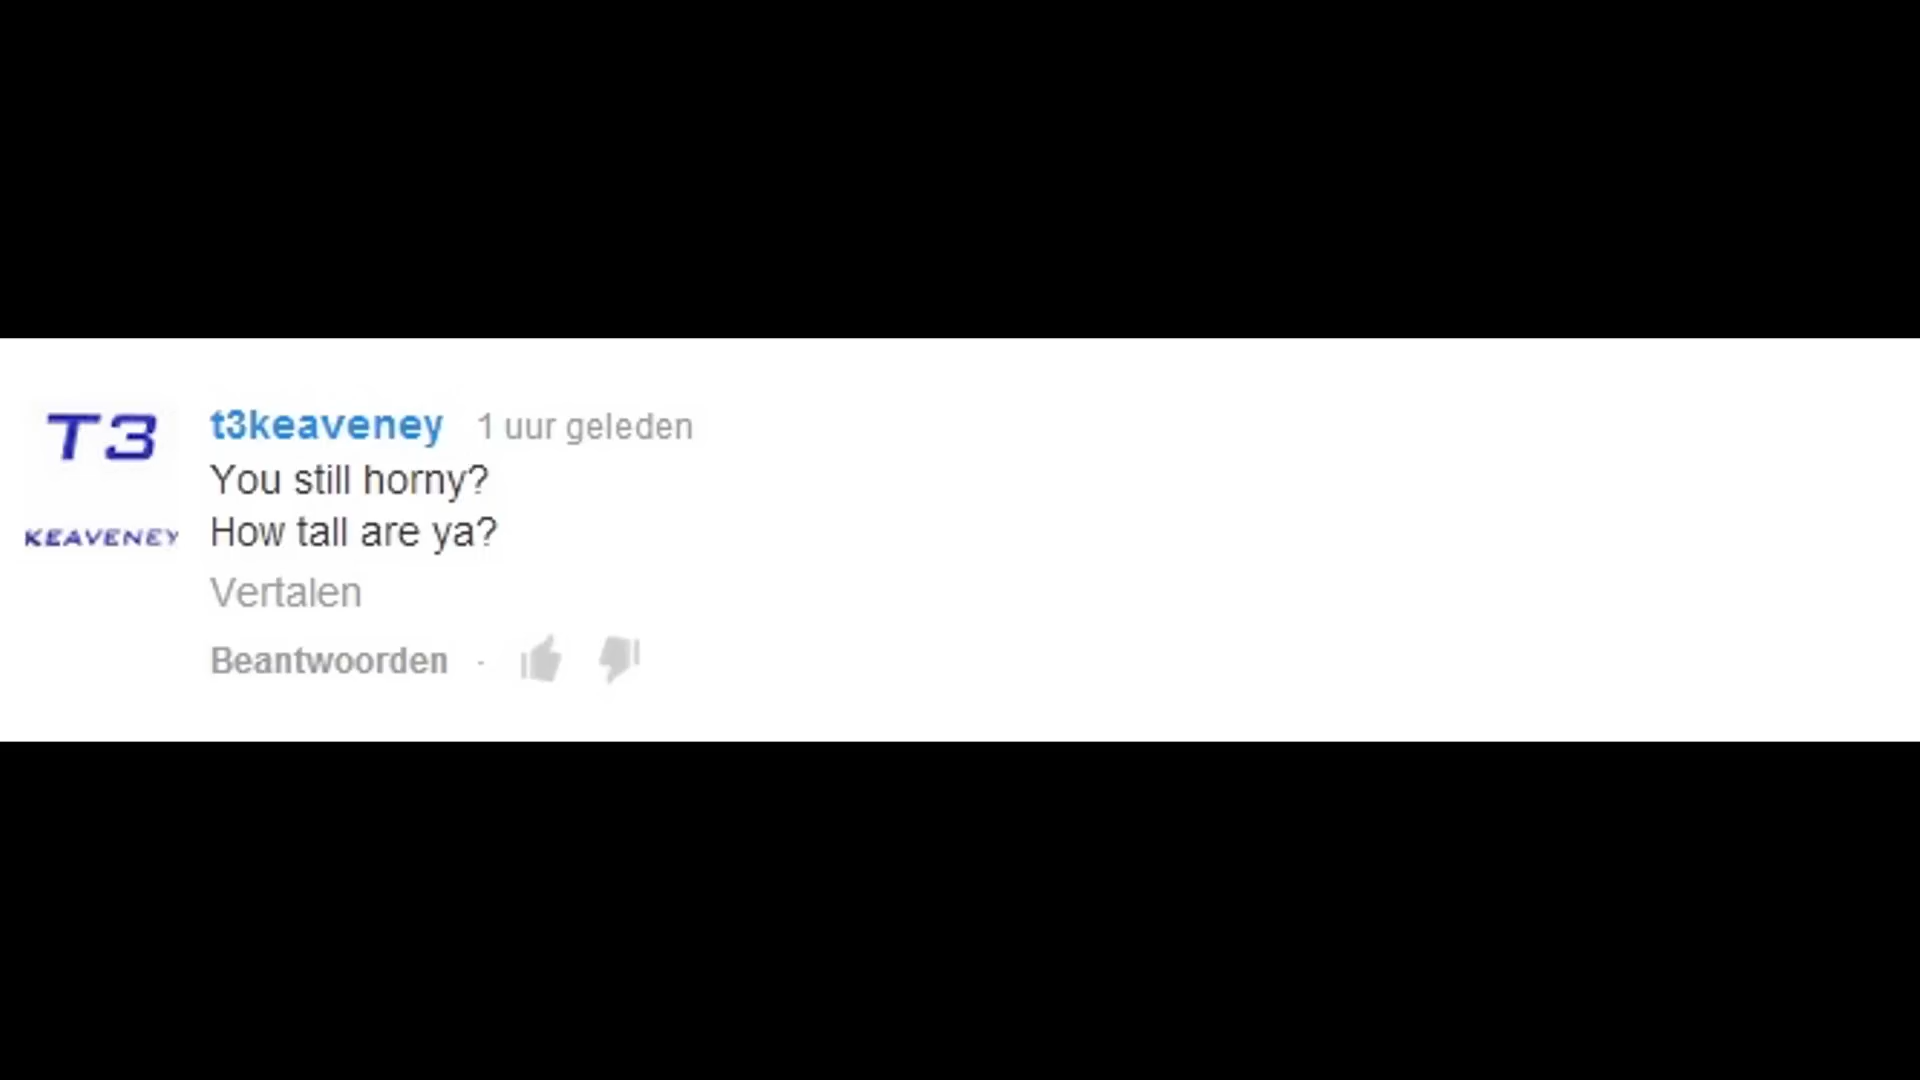 T3
KEAVENEY
t3keaveney 1 uur geleden
You still horny?
How tall are ya?
Vertalen
Beantwoorden ·